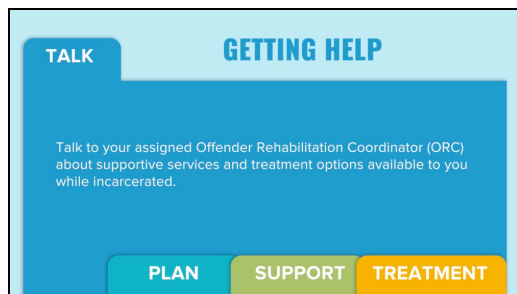 TALK
GETTING HELP
Talk to your assigned Offender Rehabilitation Coordinator (ORC)
about supportive services and treatment options available to you
while incarcerated.
PLAN
SUPPORT
TREATMENT